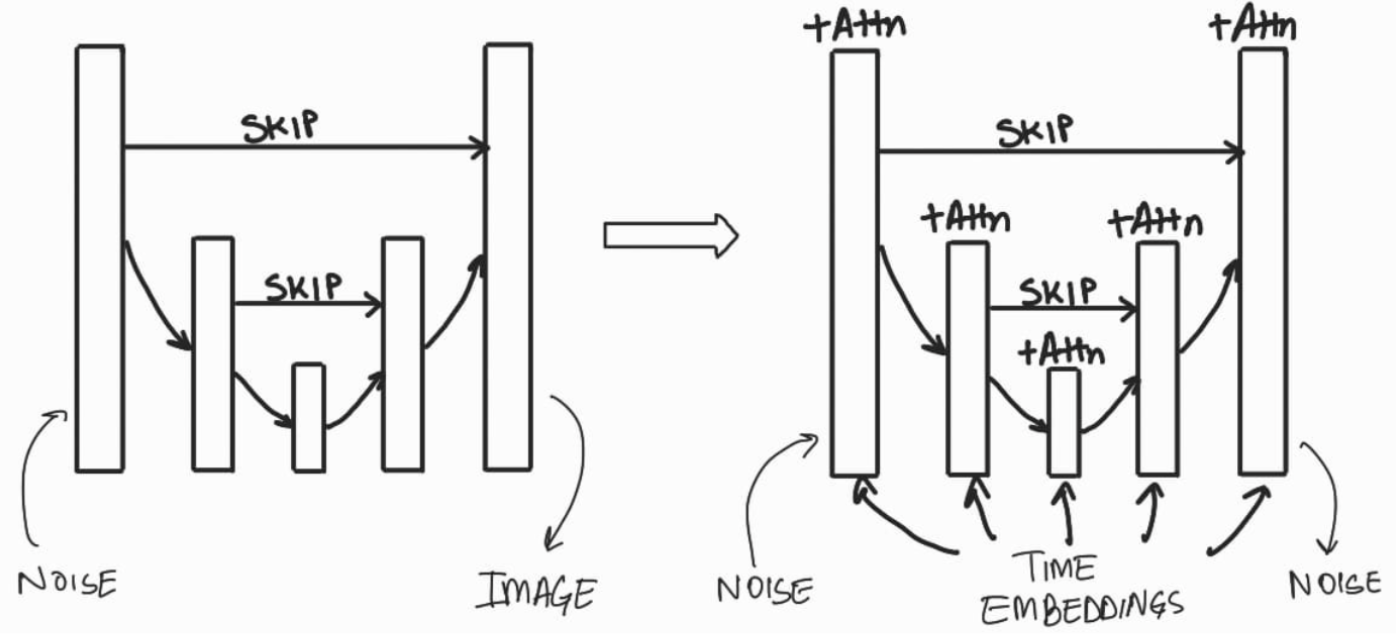 SKIP
SKIP
NOISE
IMAGE
+Attn
+Attn
SKIP
+Attn
+Attn
SKIP
+Attn
NOISE
TIME
EMBEDDINGS
NOISE